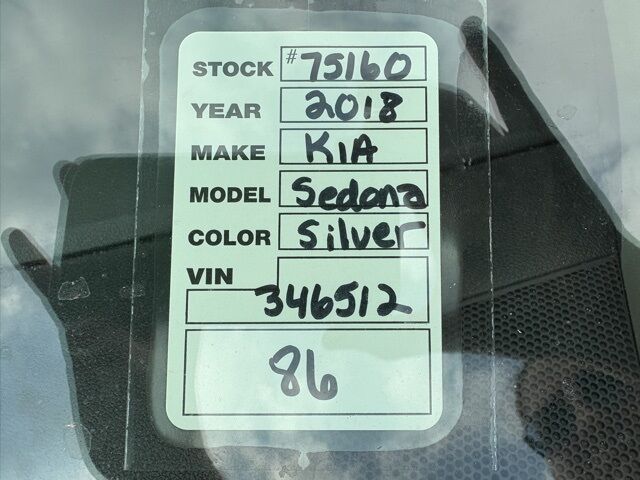 STOCK #75160
YEAR 2018
MAKE KIA
MODEL Sedona
COLOR Silver
VIN
346512
86